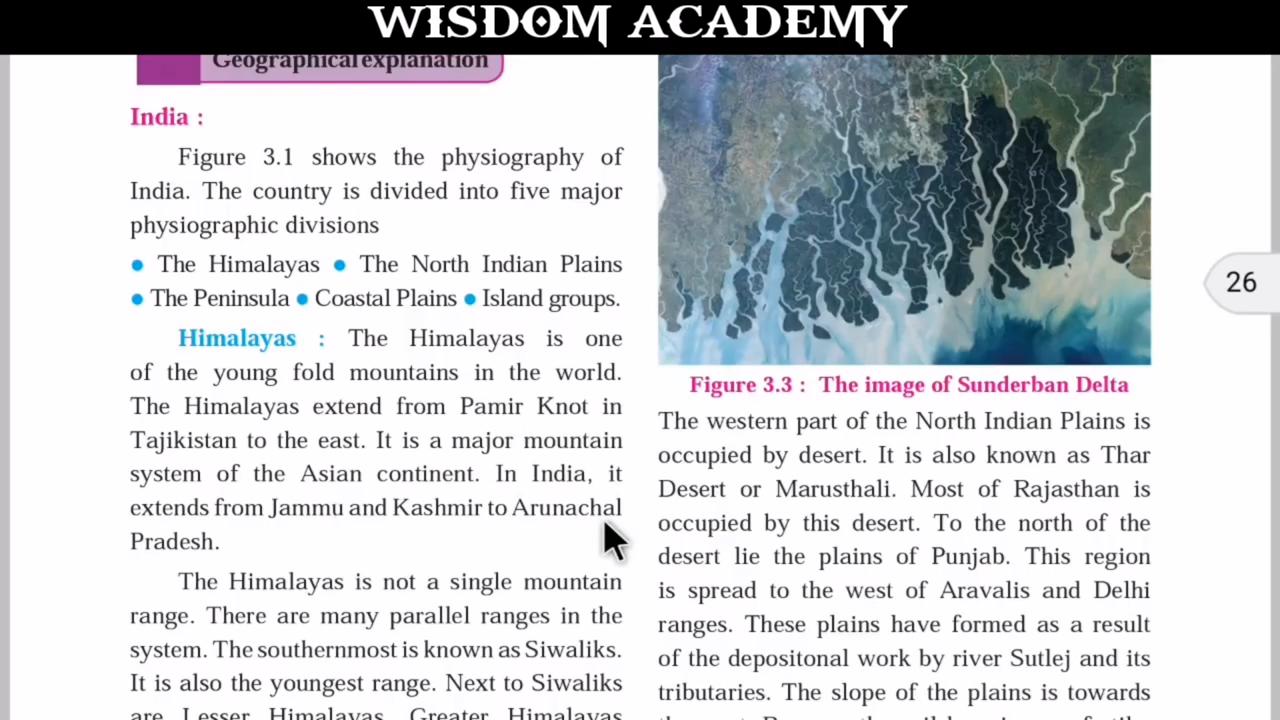 WISDOM ACADEMY
Geographical explanation
India :
Figure 3.1 shows the physiography of
India. The country is divided into five major
physiographic divisions
● The Himalayas ● The North Indian Plains
● The Peninsula ● Coastal Plains ● Island groups.
Himalayas : The Himalayas is one
of the young fold mountains in the world.
The Himalayas extend from Pamir Knot in
Tajikistan to the east. It is a major mountain
system of the Asian continent. In India, it
extends from Jammu and Kashmir to Arunachal
Pradesh.
The Himalayas is not a single mountain
range. There are many parallel ranges in the
system. The southernmost is known as Siwaliks.
It is also the youngest range. Next to Siwaliks
are Lesser Himalayas, Greater Himalayas
Figure 3.3 : The image of Sunderban Delta
The western part of the North Indian Plains is
occupied by desert. It is also known as Thar
Desert or Marusthali. Most of Rajasthan is
occupied by this desert. To the north of the
desert lie the plains of Punjab. This region
is spread to the west of Aravalis and Delhi
ranges. These plains have formed as a result
of the depositonal work by river Sutlej and its
tributaries. The slope of the plains is towards
26